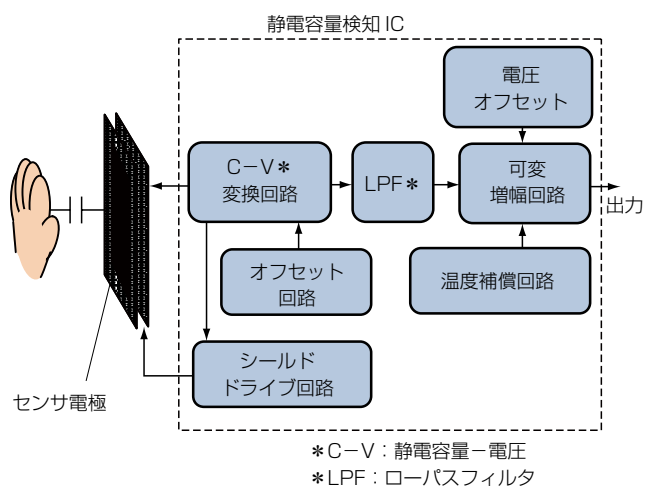 静電容量検知 IC
電圧
オフセット
C－V＊
変換回路
LPF＊
可変
増幅回路
出力
オフセット
回路
温度補償回路
シールド
ドライブ回路
センサ電極
＊C－V：静電容量－電圧
＊LPF：ローパスフィルタ